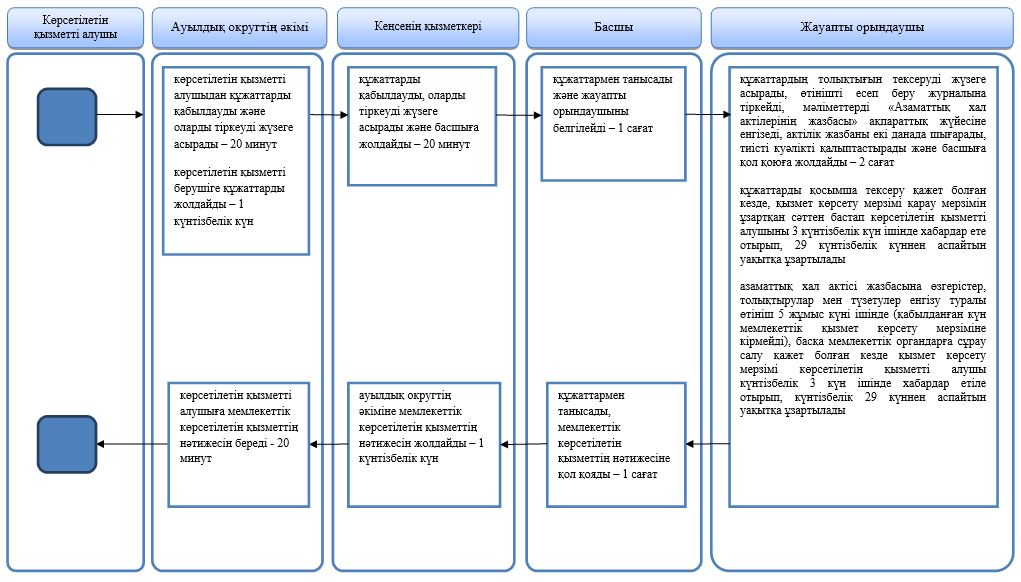 Көрсетілетін
қызметті алушы
Ауылдық округтің әкімі
Кеңсенің қызметкері
Басшы
Жауапты орындаушы
көрсетілетін қызметті
алушыдан құжаттарды
қабылдауды және
оларды тіркеуді жүзеге
асырады – 20 минут
көрсетілетін қызметті
берушіге құжаттарды
жолдайды – 1
күнтізбелік күн
құжаттарды
қабылдауды, оларды
тіркеуді жүзеге
асырады және басшыға
жолдайды – 20 минут
құжаттармен танысады
және жауапты
орындаушыны
белгілейді – 1 сағат
құжаттардың толықтығын тексеруді жүзеге
асырады, өтінішті есеп беру журналына
тіркейді, мәліметтерді «Азаматтық хал
актілерінің жазбасы» ақпараттық жүйесіне
енгізеді, актілік жазбаны екі данада шығарады,
тиісті куәлікті қалыптастырады және басшыға
қол қоюға жолдайды – 2 сағат
құжаттарды қосымша тексеру қажет болған
кезде, қызмет көрсету мерзімі қарау мерзімін
ұзартқан сәттен бастап көрсетілетін қызметті
алушыны 3 күнтізбелік күн ішінде хабардар ете
отырып, 29 күнтізбелік күннен аспайтын
уақытқа ұзартылады
азаматтық хал актісі жазбасына өзгерістер,
толықтырулар мен түзетулер енгізу туралы
өтініш 5 жұмыс күні ішінде (қабылданған күн
мемлекеттік қызмет көрсету мерзіміне
кірмейді), басқа мемлекеттік органдарға сұрау
салу қажет болған кезде қызмет көрсету
мерзімі көрсетілетін қызметті алушы
күнтізбелік 3 күн ішінде хабардар етіле
отырып, күнтізбелік 29 күннен аспайтын
уақытқа ұзартылады
көрсетілетін қызметті
алушыға мемлекеттік
көрсетілетін қызметтің
нәтижесін береді - 20
минут
ауылдық округтің
әкіміне мемлекеттік
көрсетілетін қызметтің
нәтижесін жолдайды – 1
күнтізбелік күн
құжаттармен
танысады,
мемлекеттік
көрсетілетін
қызметтің нәтижесіне
қол қояды – 1 сағат